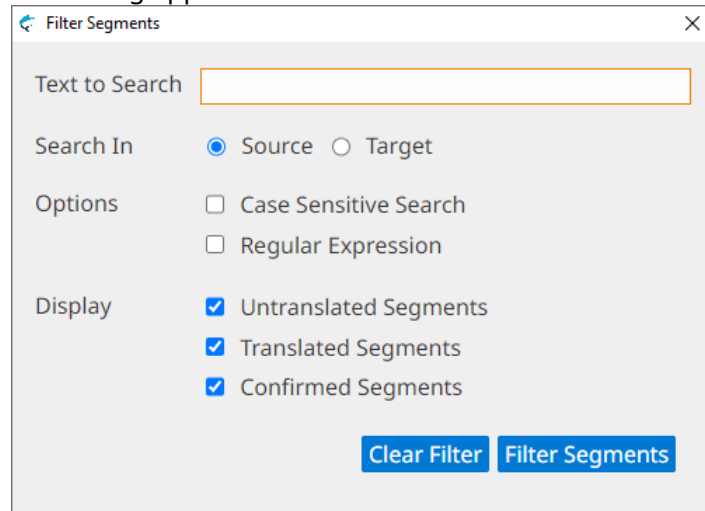 Filter Segments
Text to Search
Search In Source Target
Options Case Sensitive Search
Regular Expression
Display Untranslated Segments
Translated Segments
Confirmed Segments
Clear Filter Filter Segments